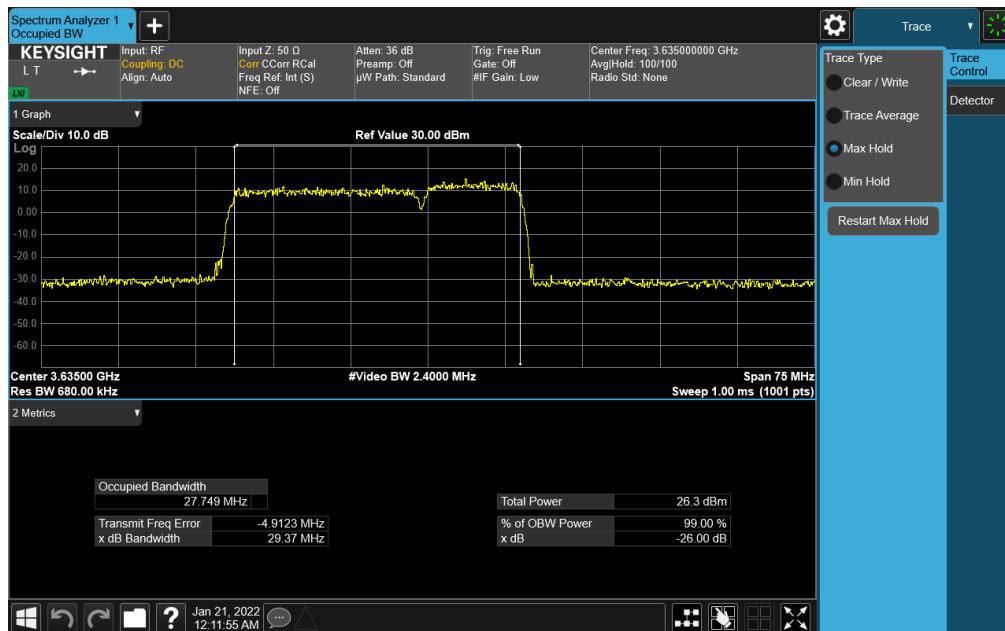 Spectrum Analyzer 1
Occupied BW
Trace
KEYSIGHT
L T
LXI
Input: RF
Coupling: DC
Align: Auto
Input Z: 50 Ω
Corr CCorr RCal
Freq Ref: Int (S)
NFE: Off
Atten: 36 dB
Preamp: Off
µW Path: Standard
Trig: Free Run
Gate: Off
#IF Gain: Low
Center Freq: 3.635000000 GHz
Avg|Hold: 100/100
Radio Std: None
Trace Type
Clear / Write
Trace Average
Max Hold
Min Hold
Restart Max Hold
Trace
Control
Detector
1 Graph
Scale/Div 10.0 dB
Ref Value 30.00 dBm
Log
20.0
10.0
0.00
-10.0
-20.0
-30.0
-40.0
-50.0
-60.0
Center 3.63500 GHz
#Video BW 2.4000 MHz
Span 75 MHz
Res BW 680.00 kHz
Sweep 1.00 ms (1001 pts)
2 Metrics
Occupied Bandwidth
27.749 MHz
Total Power 26.3 dBm
Transmit Freq Error -4.9123 MHz
% of OBW Power 99.00 %
x dB Bandwidth 29.37 MHz
x dB -26.00 dB
Jan 21, 2022
12:11:55 AM